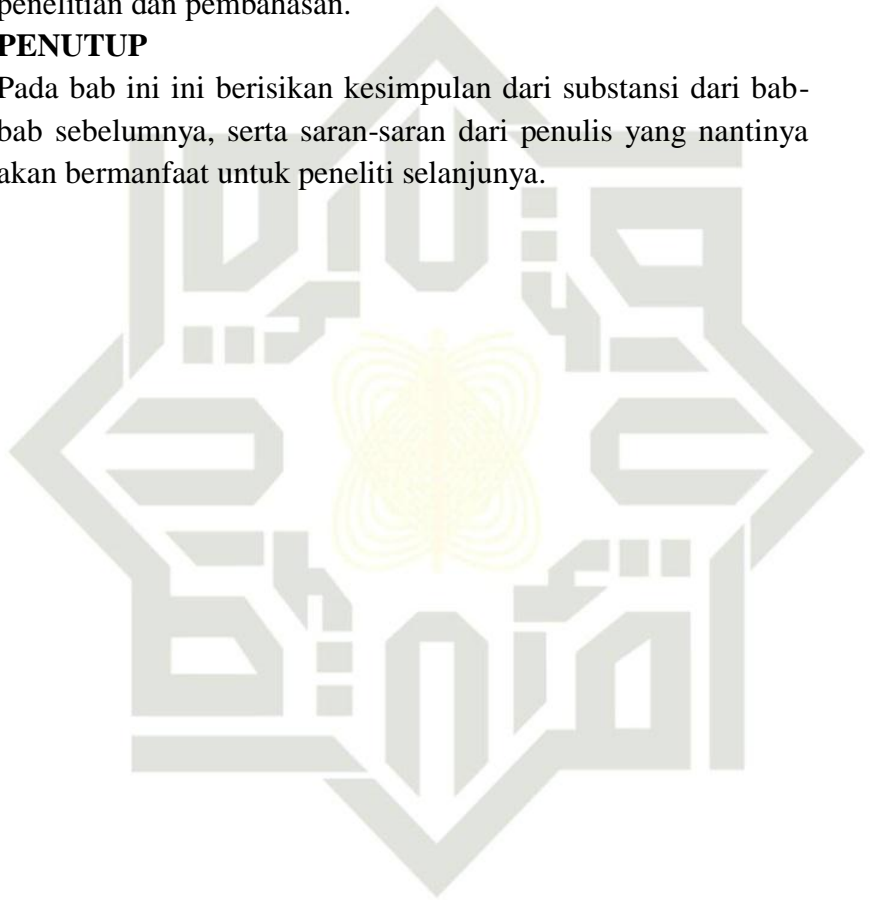 penelitian dan pembahasan.
PENUTUP
Pada bab ini ini berisikan kesimpulan dari substansi dari bab-
bab sebelumnya, serta saran-saran dari penulis yang nantinya
akan bermanfaat untuk peneliti selanjunya.